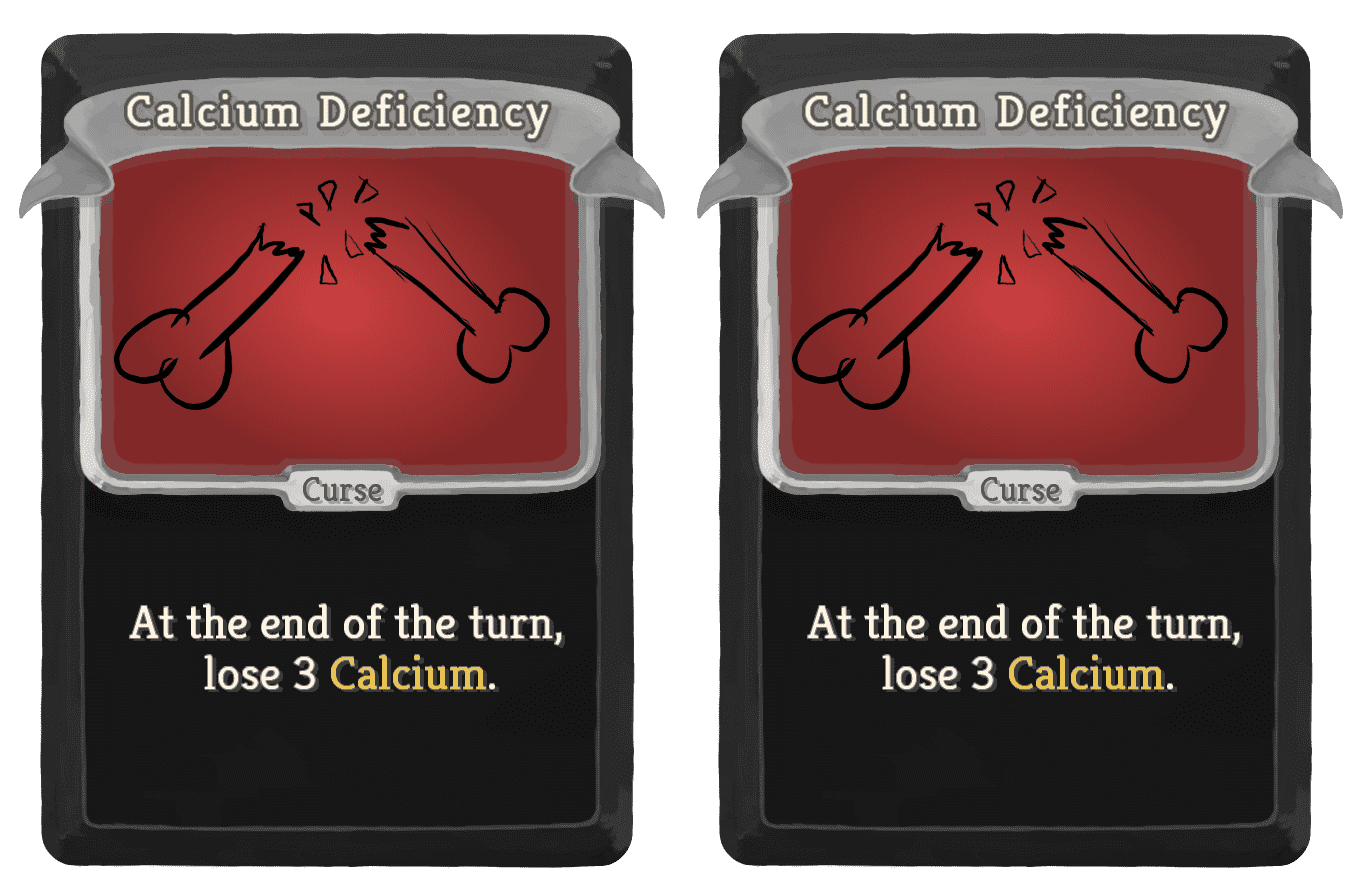 Calcium Deficiency
Curse
At the end of the turn,
lose 3 Calcium.
Calcium Deficiency
Curse
At the end of the turn,
lose 3 Calcium.